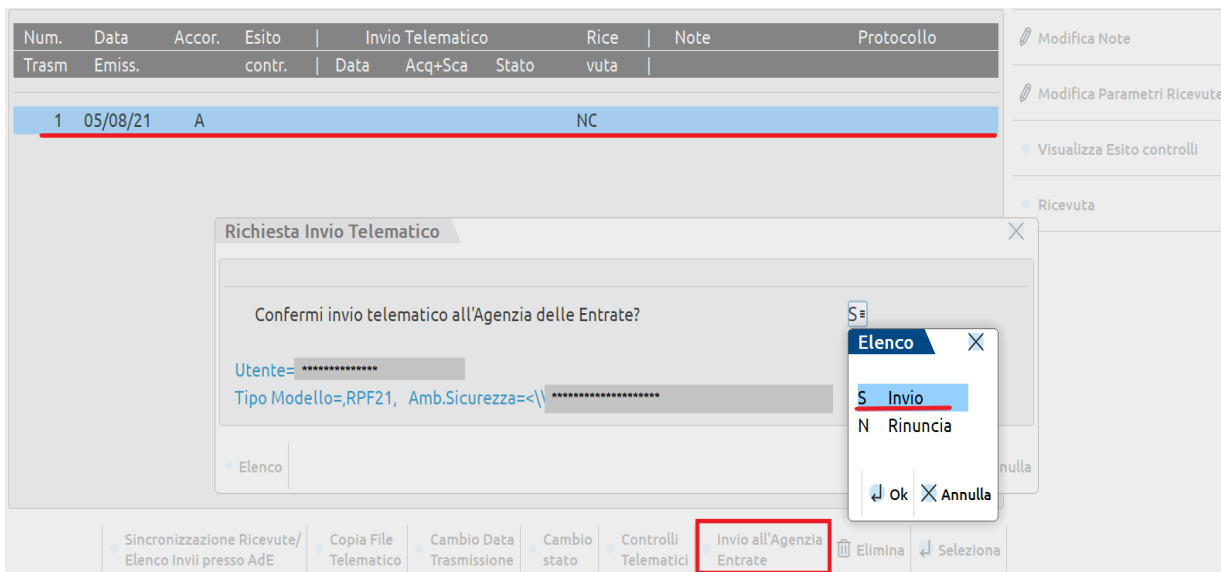 Num. Data Accor. Esito | Invio Telematico Rice | Note Protocollo
Trasm Emiss. contr. | Data Acq+Sca Stato vuta |
1 05/08/21 A NC
Modifica Note
Modifica Parametri Ricevute
Visualizza Esito controlli
Ricevuta
Richiesta Invio Telematico
Confermi invio telematico all'Agenzia delle Entrate? S
Utente= **************
Tipo Modello=,RPF21, Amb.Sicurezza=<\\ ********************
Elenco
S Invio
N Rinuncia
Ok Annulla
Elenco nulla
Sincronizzazione Ricevute/
Elenco Invii presso AdE
Copia File
Telematico
Cambio Data
Trasmissione
Cambio
stato
Controlli
Telematici
Invio all'Agenzia
Entrate
Elimina
Seleziona